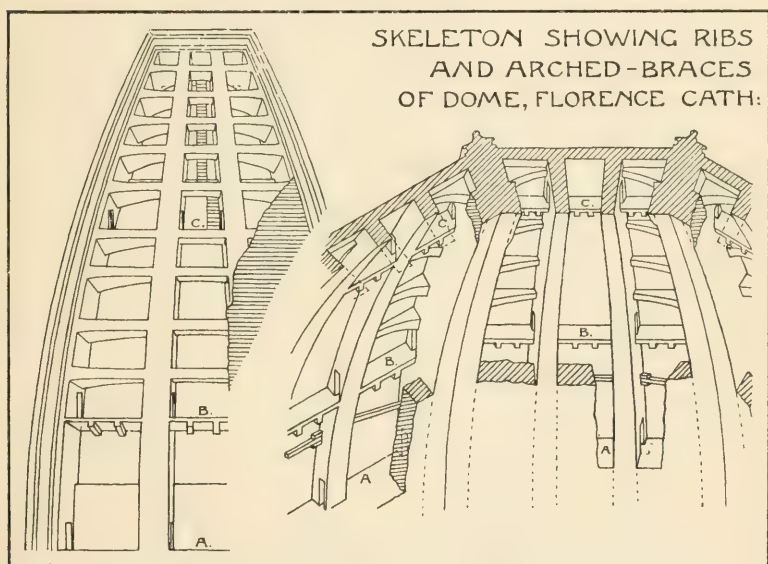 SKELETON SHOWING RIBS
AND ARCHED-BRACES
OF DOME, FLORENCE CATH:
C.
C.
C.
B.
B.
B.
A
A
A.